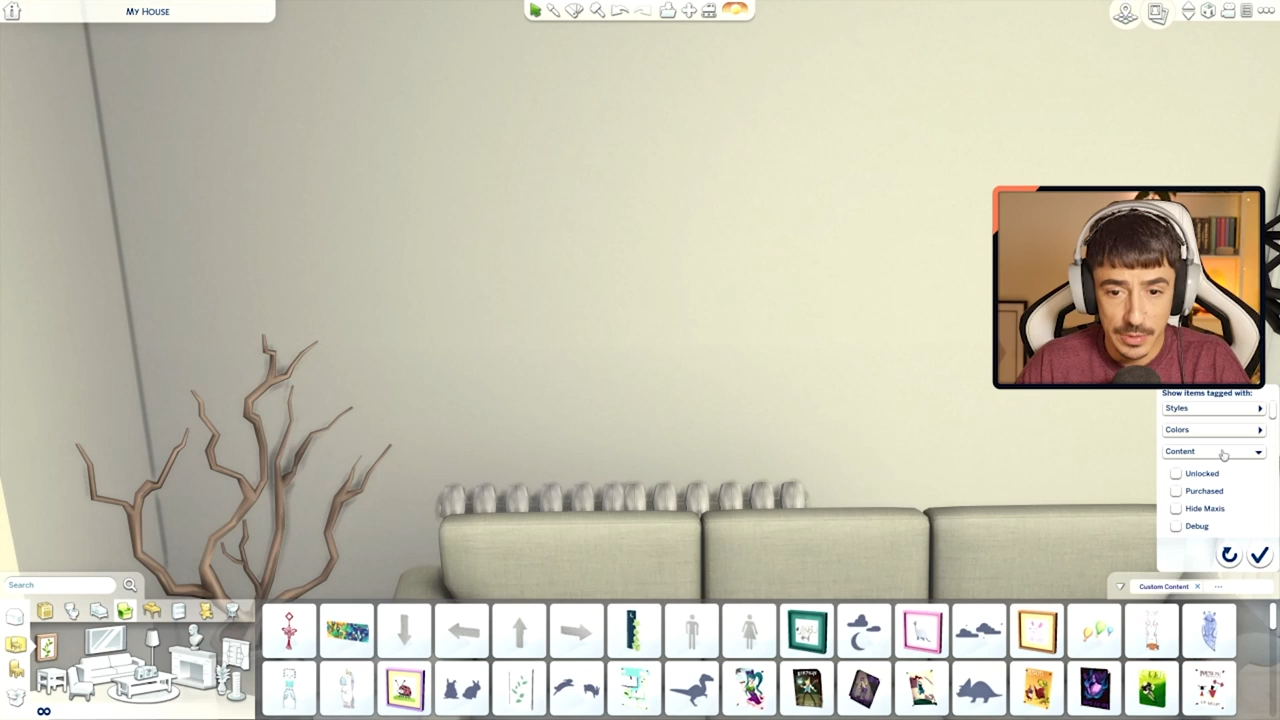 My House
Show items tagged with:
Styles
Colors
Content
Unlocked
Purchased
Hide Maxis
Debug
Custom Content
Search